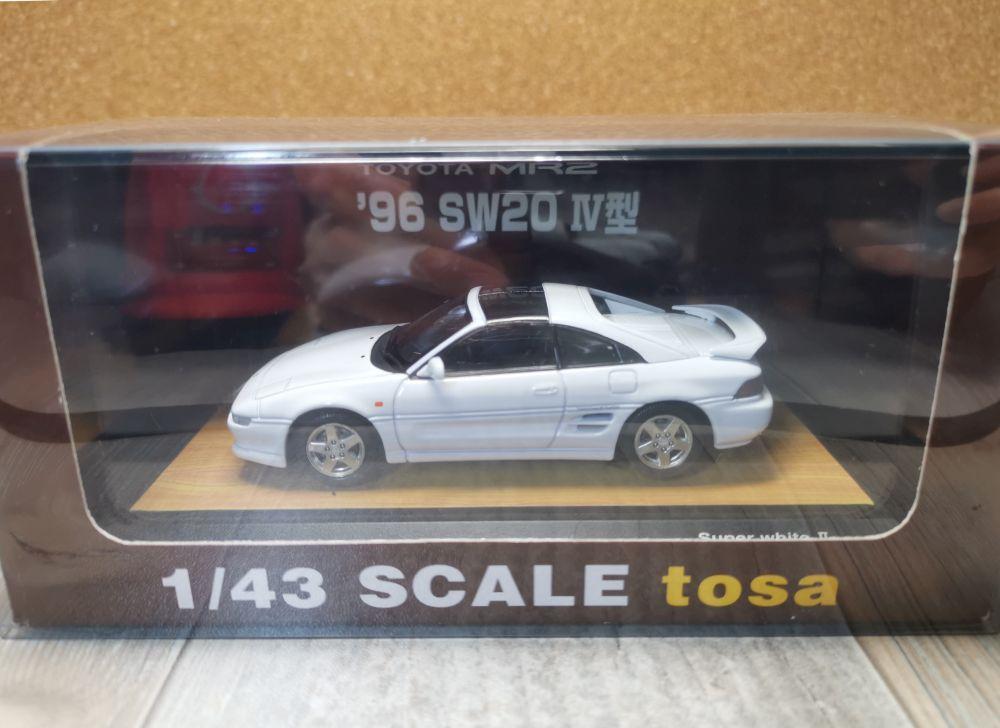 TOYOTA MR2
'96 SW20 Ⅳ型
Super white Ⅱ
1/43 SCALE tosa